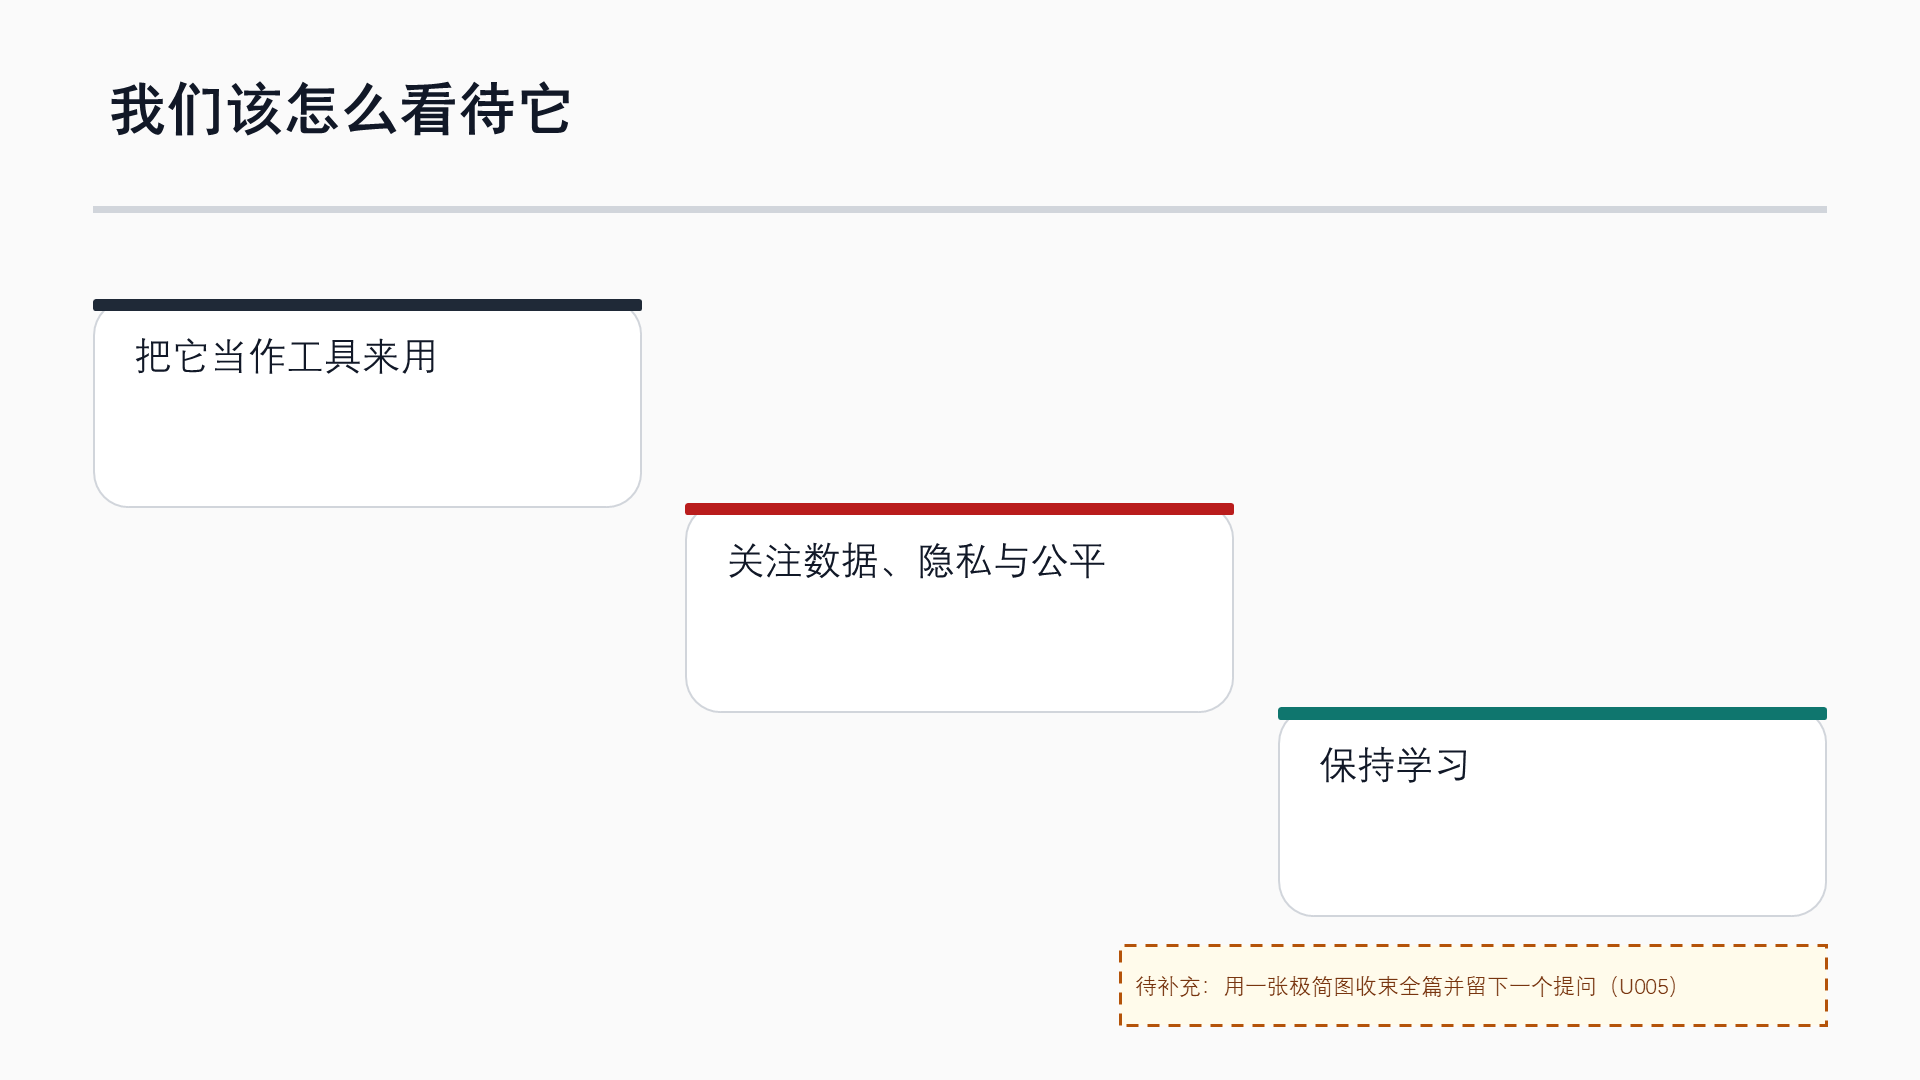 我们该怎么看待它
把它当作工具来用
关注数据、隐私与公平
保持学习
待补充：用一张极简图收束全篇并留下一个提问（U005）